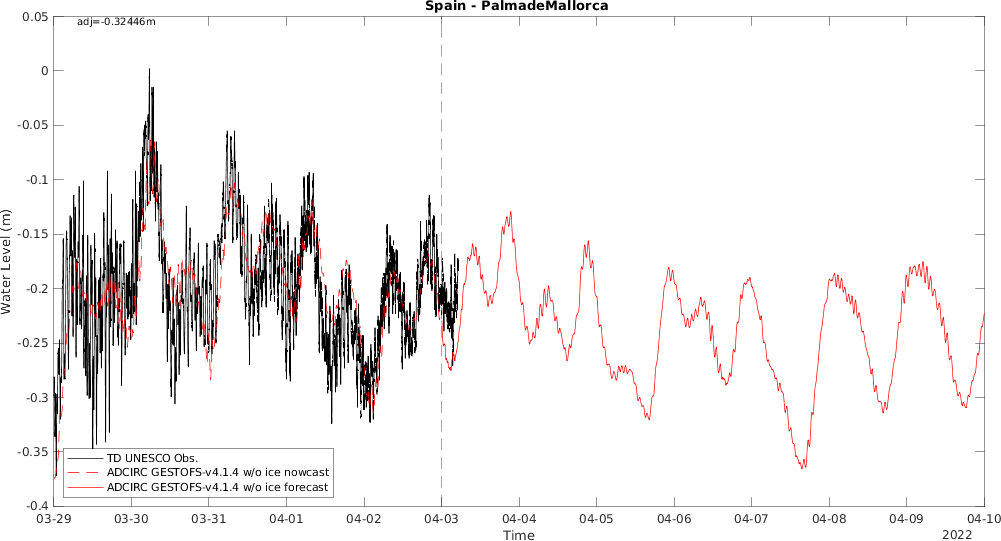 Spain - PalmadeMallorca
adj=-0.32446m
0.05
0
-0.05
-0.1
-0.15
-0.2
-0.25
-0.3
-0.35
-0.4
Water Level (m)
TD UNESCO Obs.
ADCIRC GESTOFS-v4.1.4 w/o ice nowcast
ADCIRC GESTOFS-v4.1.4 w/o ice forecast
03-29 03-30 03-31 04-01 04-02 04-03 04-04 04-05 04-06 04-07 04-08 04-09 04-10
Time
2022